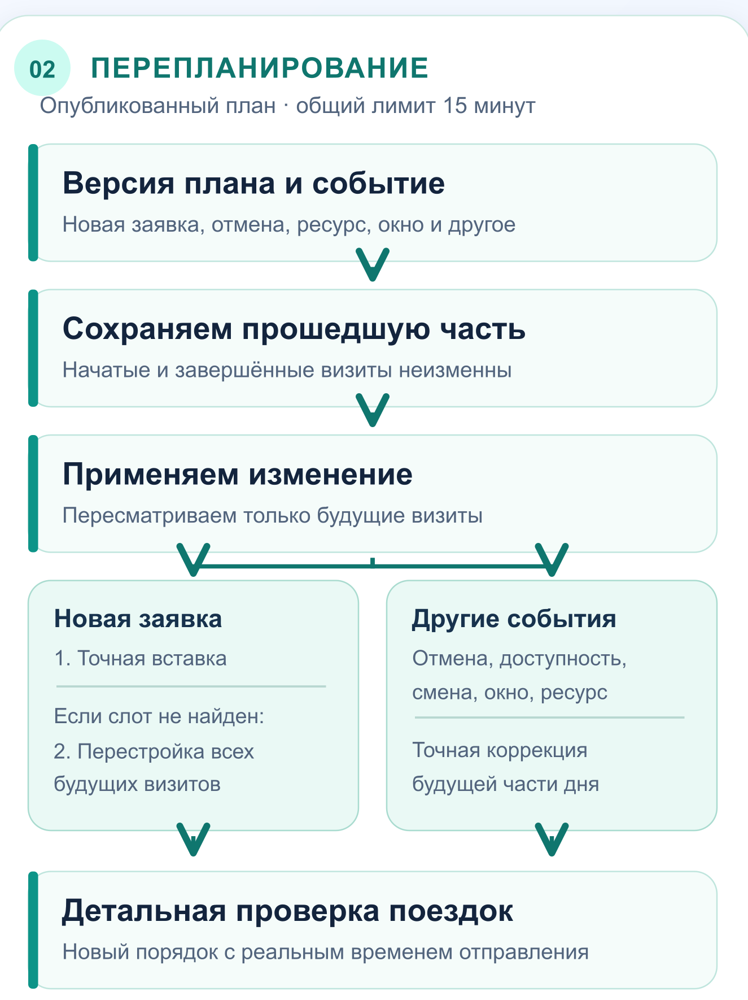 02 ПЕРЕПЛАНИРОВАНИЕ
Опубликованный план · общий лимит 15 минут
Версия плана и событие
Новая заявка, отмена, ресурс, окно и другое
Сохраняем прошедшую часть
Начатые и завершённые визиты неизменны
Применяем изменение
Пересматриваем только будущие визиты
Новая заявка
1. Точная вставка
Если слот не найден:
2. Перестройка всех
будущих визитов
Другие события
Отмена, доступность,
смена, окно, ресурс
Точная коррекция
будущей части дня
Детальная проверка поездок
Новый порядок с реальным временем отправления